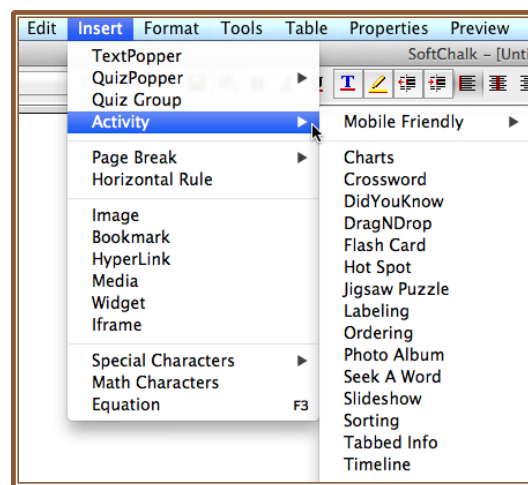 Edit Insert Format Tools Table Properties Preview
SoftChalk – [Unti
TextPopper
QuizPopper
Quiz Group
Activity
Page Break
Horizontal Rule
Image
Bookmark
HyperLink
Media
Widget
Iframe
Special Characters
Math Characters
Equation F3
T
Mobile Friendly
Charts
Crossword
DidYouKnow
DragNDrop
Flash Card
Hot Spot
Jigsaw Puzzle
Labeling
Ordering
Photo Album
Seek A Word
Slideshow
Sorting
Tabbed Info
Timeline